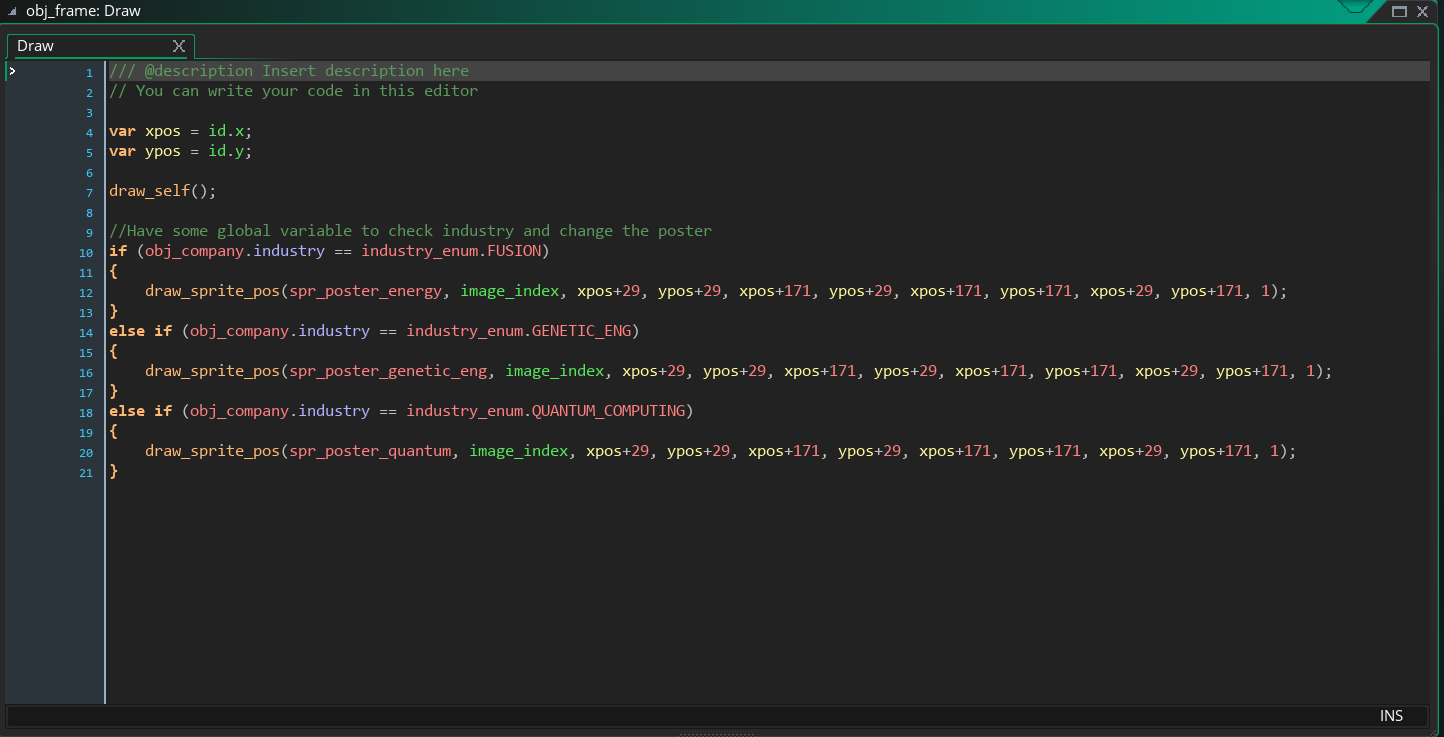 obj_frame: Draw
Draw
1 /// @description Insert description here
2 // You can write your code in this editor
3
4 var xpos = id.x;
5 var ypos = id.y;
6
7 draw_self();
8
9 //Have some global variable to check industry and change the poster
10 if (obj_company.industry == industry_enum.FUSION)
11 {
12 draw_sprite_pos(spr_poster_energy, image_index, xpos+29, ypos+29, xpos+171, ypos+29, xpos+171, ypos+171, xpos+29, ypos+171, 1);
13 }
14 else if (obj_company.industry == industry_enum.GENETIC_ENG)
15 {
16 draw_sprite_pos(spr_poster_genetic_eng, image_index, xpos+29, ypos+29, xpos+171, ypos+29, xpos+171, ypos+171, xpos+29, ypos+171, 1);
17 }
18 else if (obj_company.industry == industry_enum.QUANTUM_COMPUTING)
19 {
20 draw_sprite_pos(spr_poster_quantum, image_index, xpos+29, ypos+29, xpos+171, ypos+29, xpos+171, ypos+171, xpos+29, ypos+171, 1);
21 }
INS